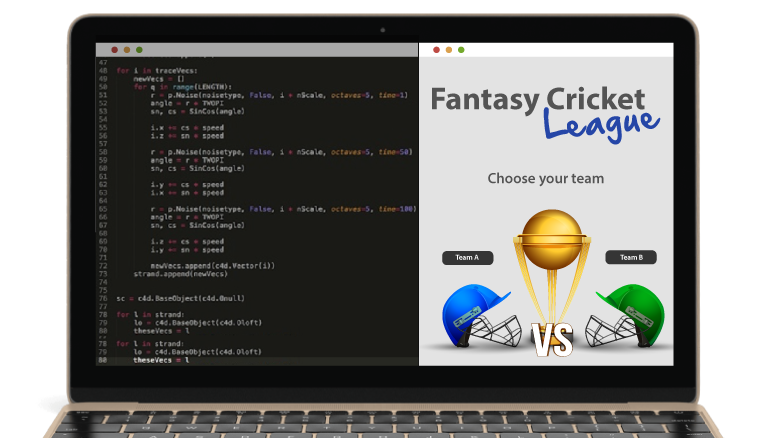 47
48 for i in traceVecs:
49 newVecs = []
50 for q in range(LENGTH):
51 r = p.Noise(noisetype, False, i * nScale, octaves=5, time=1)
52 angle = r * TWOPI
53 sn, cs = SinCos(angle)
54
55 i.x += cs * speed
56 i.z += sn * speed
57
58 r = p.Noise(noisetype, False, i * nScale, octaves=5, time=50)
59 angle = r * TWOPI
60 sn, cs = SinCos(angle)
61
62 i.y += cs * speed
63 i.x += sn * speed
64
65 r = p.Noise(noisetype, False, i * nScale, octaves=5, time=100)
66 angle = r * TWOPI
67 sn, cs = SinCos(angle)
68
69 i.z += cs * speed
70 i.y += sn * speed
71
72 newVecs.append(c4d.Vector(i))
73 strand.append(newVecs)
74
75
76 sc = c4d.BaseObject(c4d.Onull)
77
78 for l in strand:
79 lo = c4d.BaseObject(c4d.Oloft)
80 theseVecs = l
78 for l in strand:
79 lo = c4d.BaseObject(c4d.Oloft)
80 theseVecs = l
Fantasy Cricket
League
Choose your team
Team A
Team B
VS